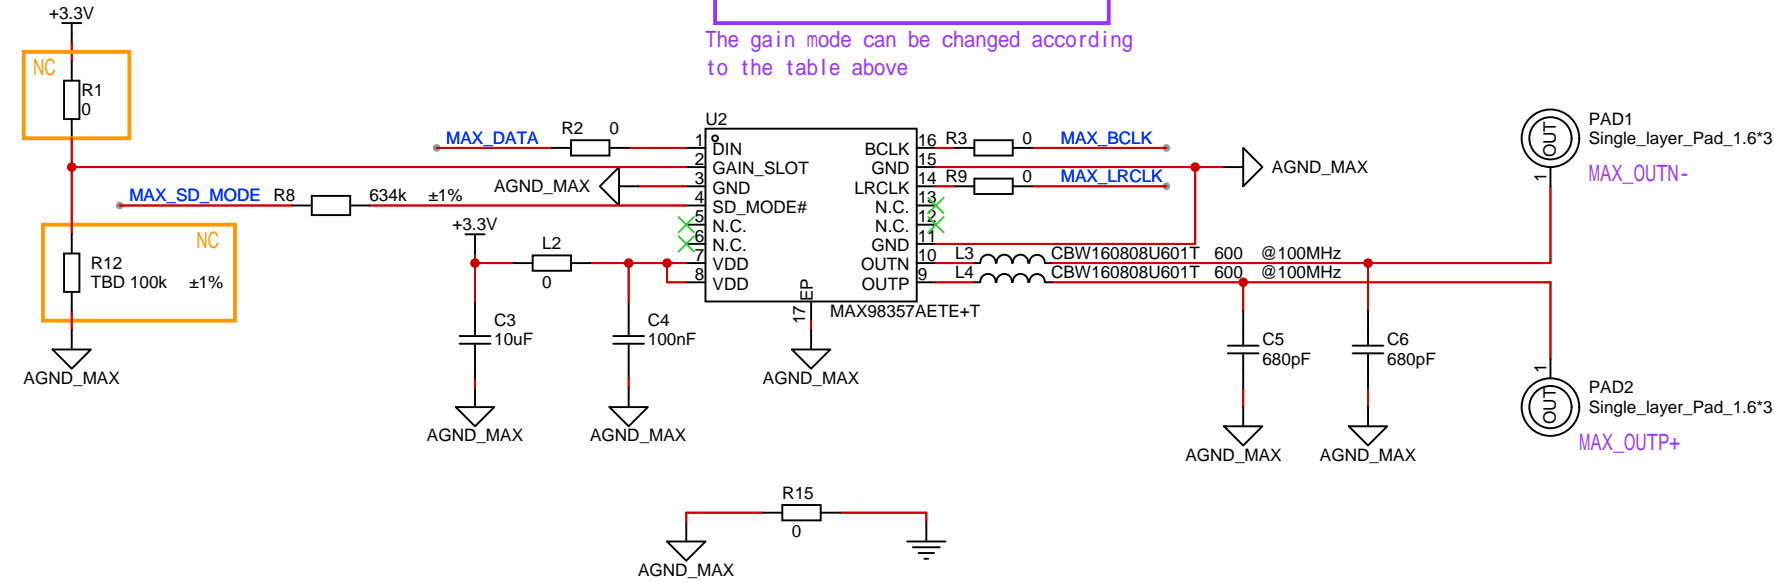 +3.3V
The gain mode can be changed according
to the table above
NC
R1
0
U2
MAX_DATA
R2
0
1
DIN
2
GAIN_SLOT
AGND_MAX
3
GND
MAX_SD_MODE
R8
634k
±1%
4
SD_MODE#
5
N.C.
6
N.C.
7
VDD
8
VDD
16
BCLK
R3
0
MAX_BCLK
15
GND
AGND_MAX
14
LRCLK
R9
0
MAX_LRCLK
13
N.C.
12
N.C.
11
GND
10
OUTN
L3
CBW160808U601T
600
@100MHz
9
OUTP
L4
CBW160808U601T
600
@100MHz
17
EP
MAX98357AETE+T
AGND_MAX
OUT
1
PAD1
Single_layer_Pad_1.6*3
MAX_OUTN-
NC
R12
TBD 100k
±1%
AGND_MAX
+3.3V
L2
0
C3
10uF
AGND_MAX
C4
100nF
AGND_MAX
C5
680pF
AGND_MAX
C6
680pF
AGND_MAX
1
OUT
PAD2
Single_layer_Pad_1.6*3
MAX_OUTP+
R15
0
AGND_MAX